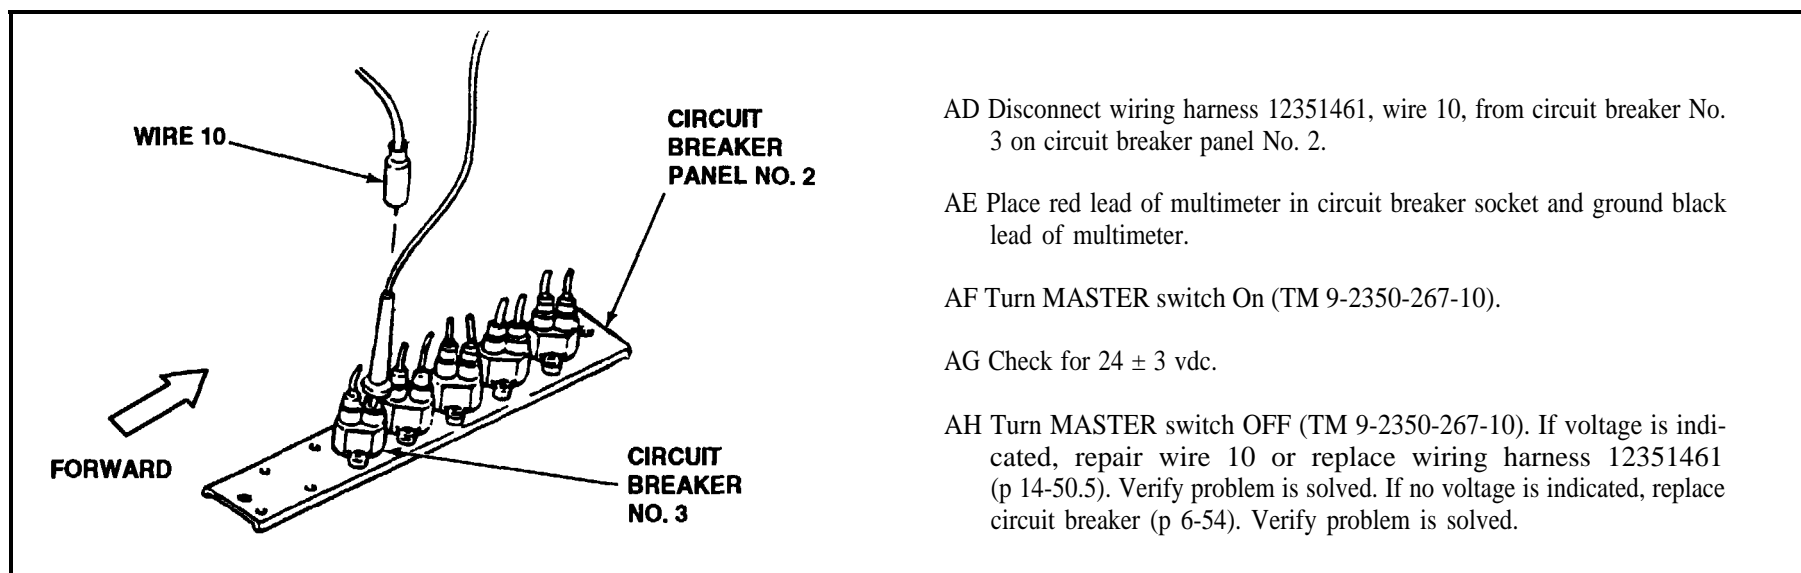 WIRE 10
CIRCUIT
BREAKER
PANEL NO. 2
FORWARD
CIRCUIT
BREAKER
NO. 3
AD Disconnect wiring harness 12351461, wire 10, from circuit breaker No.
3 on circuit breaker panel No. 2.
AE Place red lead of multimeter in circuit breaker socket and ground black
lead of multimeter.
AF Turn MASTER switch On (TM 9-2350-267-10).
AG Check for 24 ± 3 vdc.
AH Turn MASTER switch OFF (TM 9-2350-267-10). If voltage is indi-
cated, repair wire 10 or replace wiring harness 12351461
(p 14-50.5). Verify problem is solved. If no voltage is indicated, replace
circuit breaker (p 6-54). Verify problem is solved.